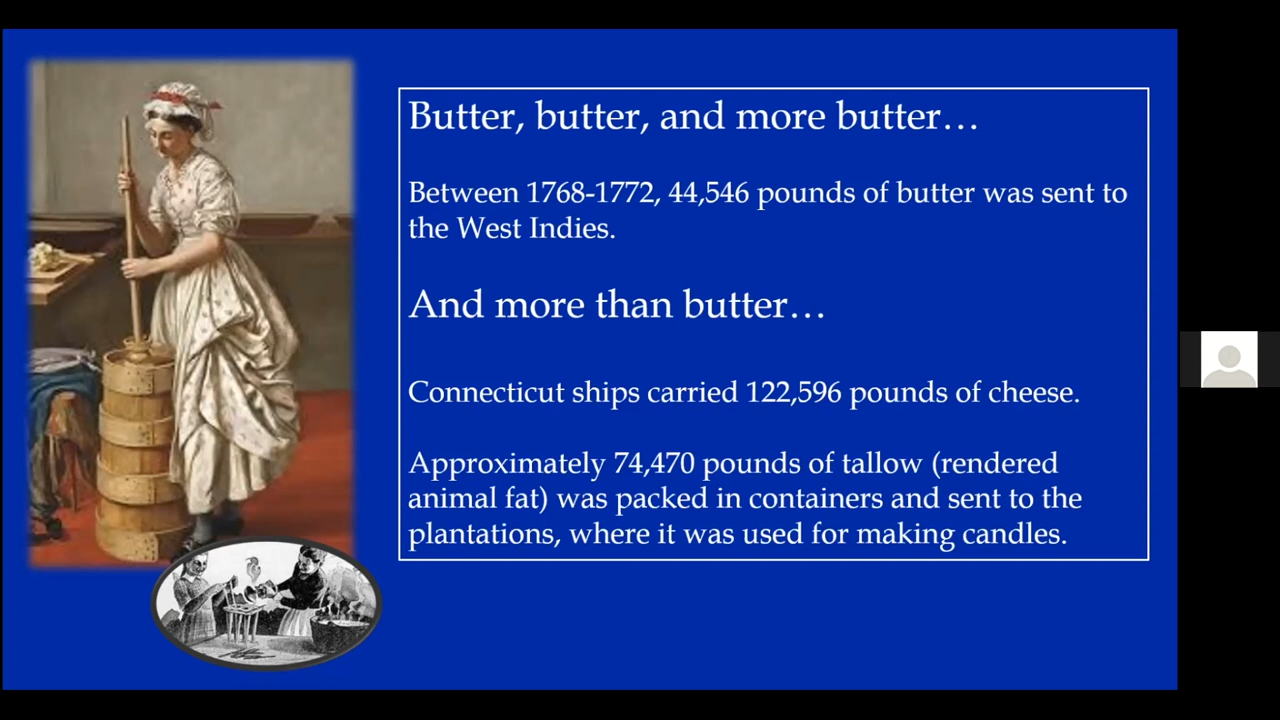 Butter, butter, and more butter…
Between 1768-1772, 44,546 pounds of butter was sent to
the West Indies.
And more than butter…
Connecticut ships carried 122,596 pounds of cheese.
Approximately 74,470 pounds of tallow (rendered
animal fat) was packed in containers and sent to the
plantations, where it was used for making candles.